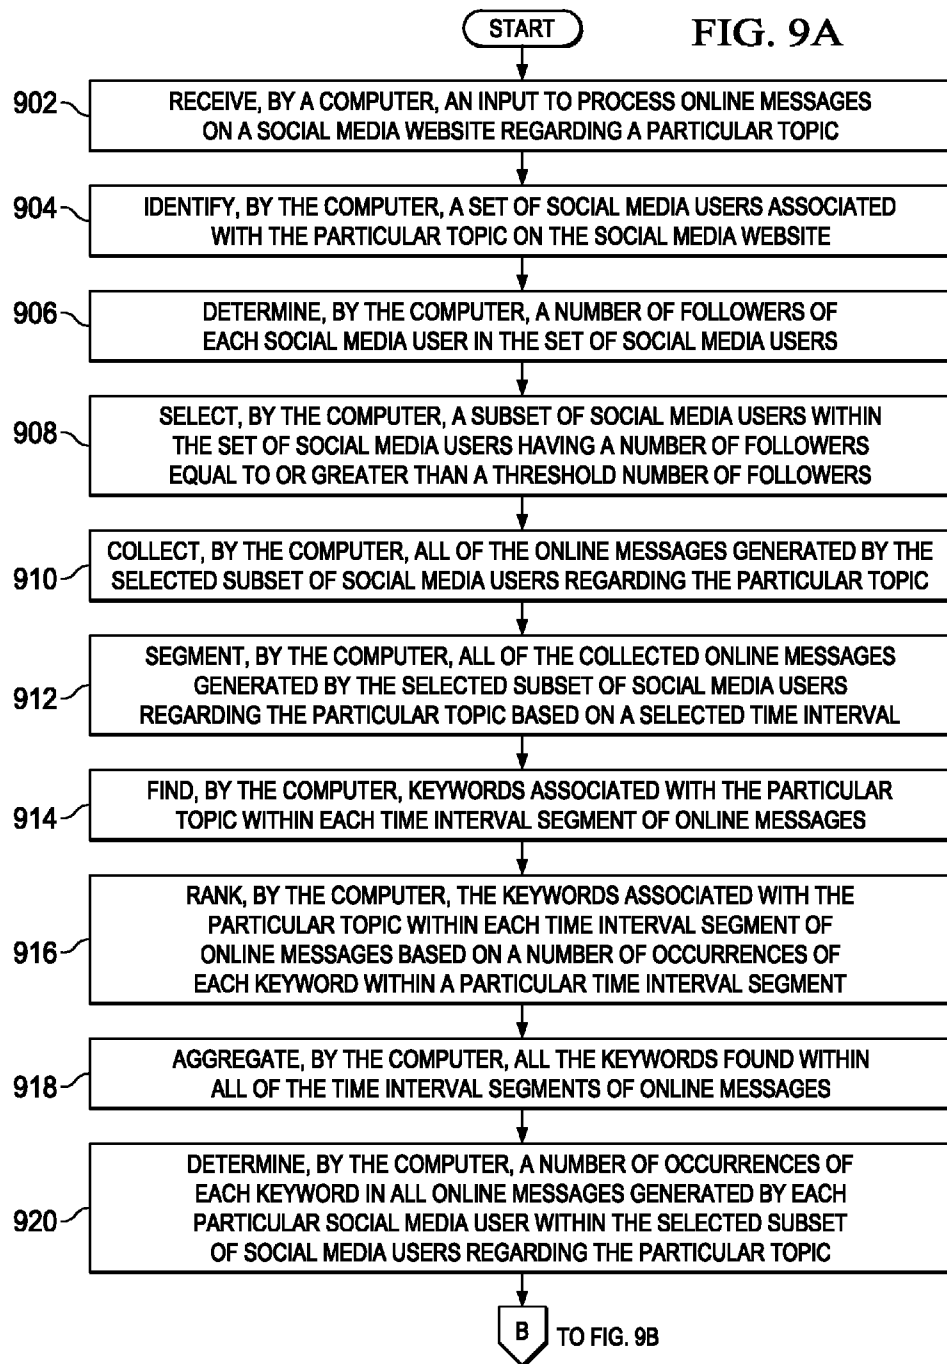 START
FIG. 9A
902
RECEIVE, BY A COMPUTER, AN INPUT TO PROCESS ONLINE MESSAGES
ON A SOCIAL MEDIA WEBSITE REGARDING A PARTICULAR TOPIC
904
IDENTIFY, BY THE COMPUTER, A SET OF SOCIAL MEDIA USERS ASSOCIATED
WITH THE PARTICULAR TOPIC ON THE SOCIAL MEDIA WEBSITE
906
DETERMINE, BY THE COMPUTER, A NUMBER OF FOLLOWERS OF
EACH SOCIAL MEDIA USER IN THE SET OF SOCIAL MEDIA USERS
908
SELECT, BY THE COMPUTER, A SUBSET OF SOCIAL MEDIA USERS WITHIN
THE SET OF SOCIAL MEDIA USERS HAVING A NUMBER OF FOLLOWERS
EQUAL TO OR GREATER THAN A THRESHOLD NUMBER OF FOLLOWERS
910
COLLECT, BY THE COMPUTER, ALL OF THE ONLINE MESSAGES GENERATED BY THE
SELECTED SUBSET OF SOCIAL MEDIA USERS REGARDING THE PARTICULAR TOPIC
912
SEGMENT, BY THE COMPUTER, ALL OF THE COLLECTED ONLINE MESSAGES
GENERATED BY THE SELECTED SUBSET OF SOCIAL MEDIA USERS
REGARDING THE PARTICULAR TOPIC BASED ON A SELECTED TIME INTERVAL
914
FIND, BY THE COMPUTER, KEYWORDS ASSOCIATED WITH THE PARTICULAR
TOPIC WITHIN EACH TIME INTERVAL SEGMENT OF ONLINE MESSAGES
916
RANK, BY THE COMPUTER, THE KEYWORDS ASSOCIATED WITH THE
PARTICULAR TOPIC WITHIN EACH TIME INTERVAL SEGMENT OF
ONLINE MESSAGES BASED ON A NUMBER OF OCCURRENCES OF
EACH KEYWORD WITHIN A PARTICULAR TIME INTERVAL SEGMENT
918
AGGREGATE, BY THE COMPUTER, ALL THE KEYWORDS FOUND WITHIN
ALL OF THE TIME INTERVAL SEGMENTS OF ONLINE MESSAGES
920
DETERMINE, BY THE COMPUTER, A NUMBER OF OCCURRENCES OF
EACH KEYWORD IN ALL ONLINE MESSAGES GENERATED BY EACH
PARTICULAR SOCIAL MEDIA USER WITHIN THE SELECTED SUBSET
OF SOCIAL MEDIA USERS REGARDING THE PARTICULAR TOPIC
B
TO FIG. 9B